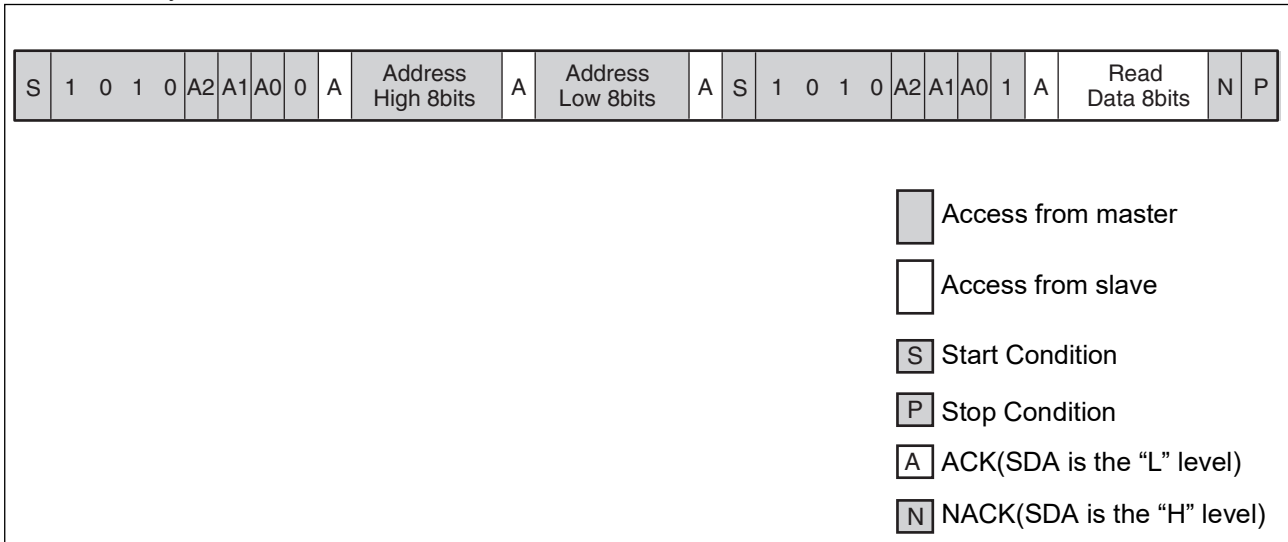 S 1 0 1 0 A2 A1 A0 0 A Address High 8bits A Address Low 8bits A S 1 0 1 0 A2 A1 A0 1 A Read Data 8bits N P
Access from master
Access from slave
S Start Condition
P Stop Condition
A ACK(SDA is the “L” level)
N NACK(SDA is the “H” level)